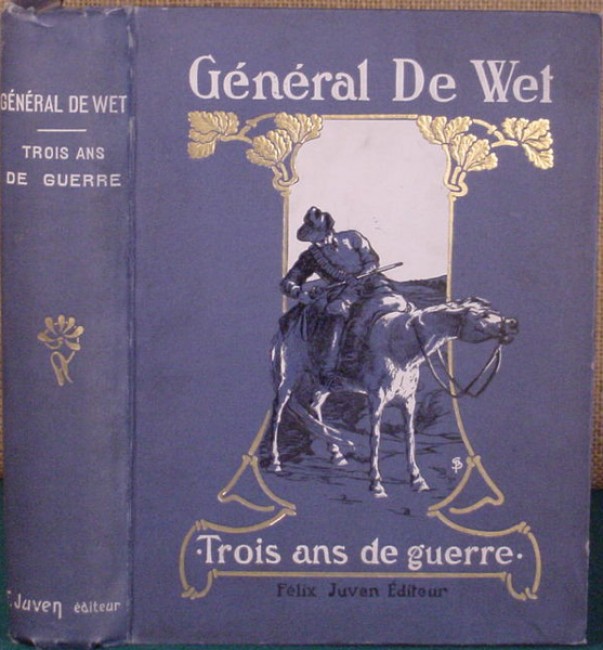 GÉNÉRAL DE WET
TROIS ANS
DE GUERRE
F. Juven éditeur
Général De Wet
·Trois ans de guerre·
Félix Juven Éditeur